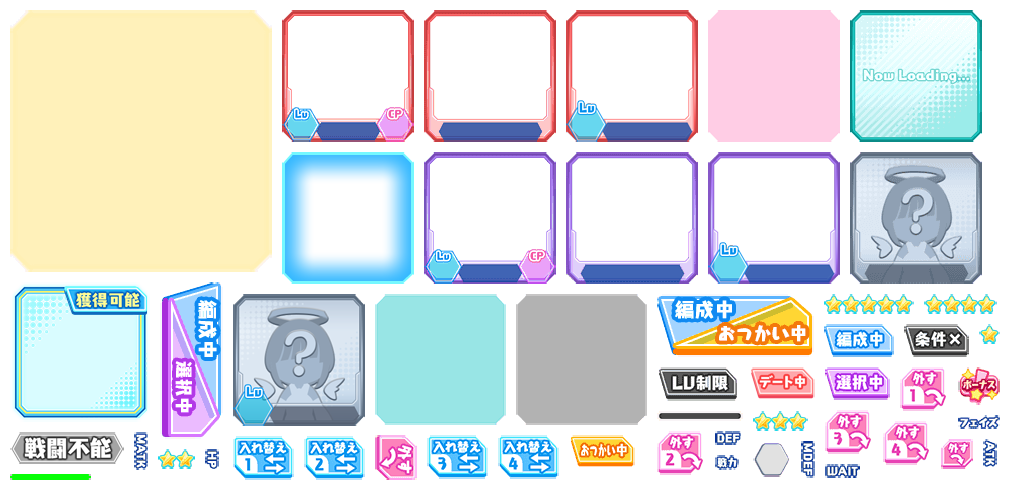 Lv
CP
Lv
Now Loading...
Lv
CP
Lv
獲得可能
編成中
選択中
Lv
編成中
おつかい中
編成中
条件×
LV制限
デート中
選択中
外す
1
ボーナス
戦闘不能
MATK
HP
入れ替え
1
入れ替え
2
外す
入れ替え
3
入れ替え
4
おつかい中
外す
2
DEF
戦力
MDEF
外す
3
WAIT
外す
4
フェイズ
外す
ATK